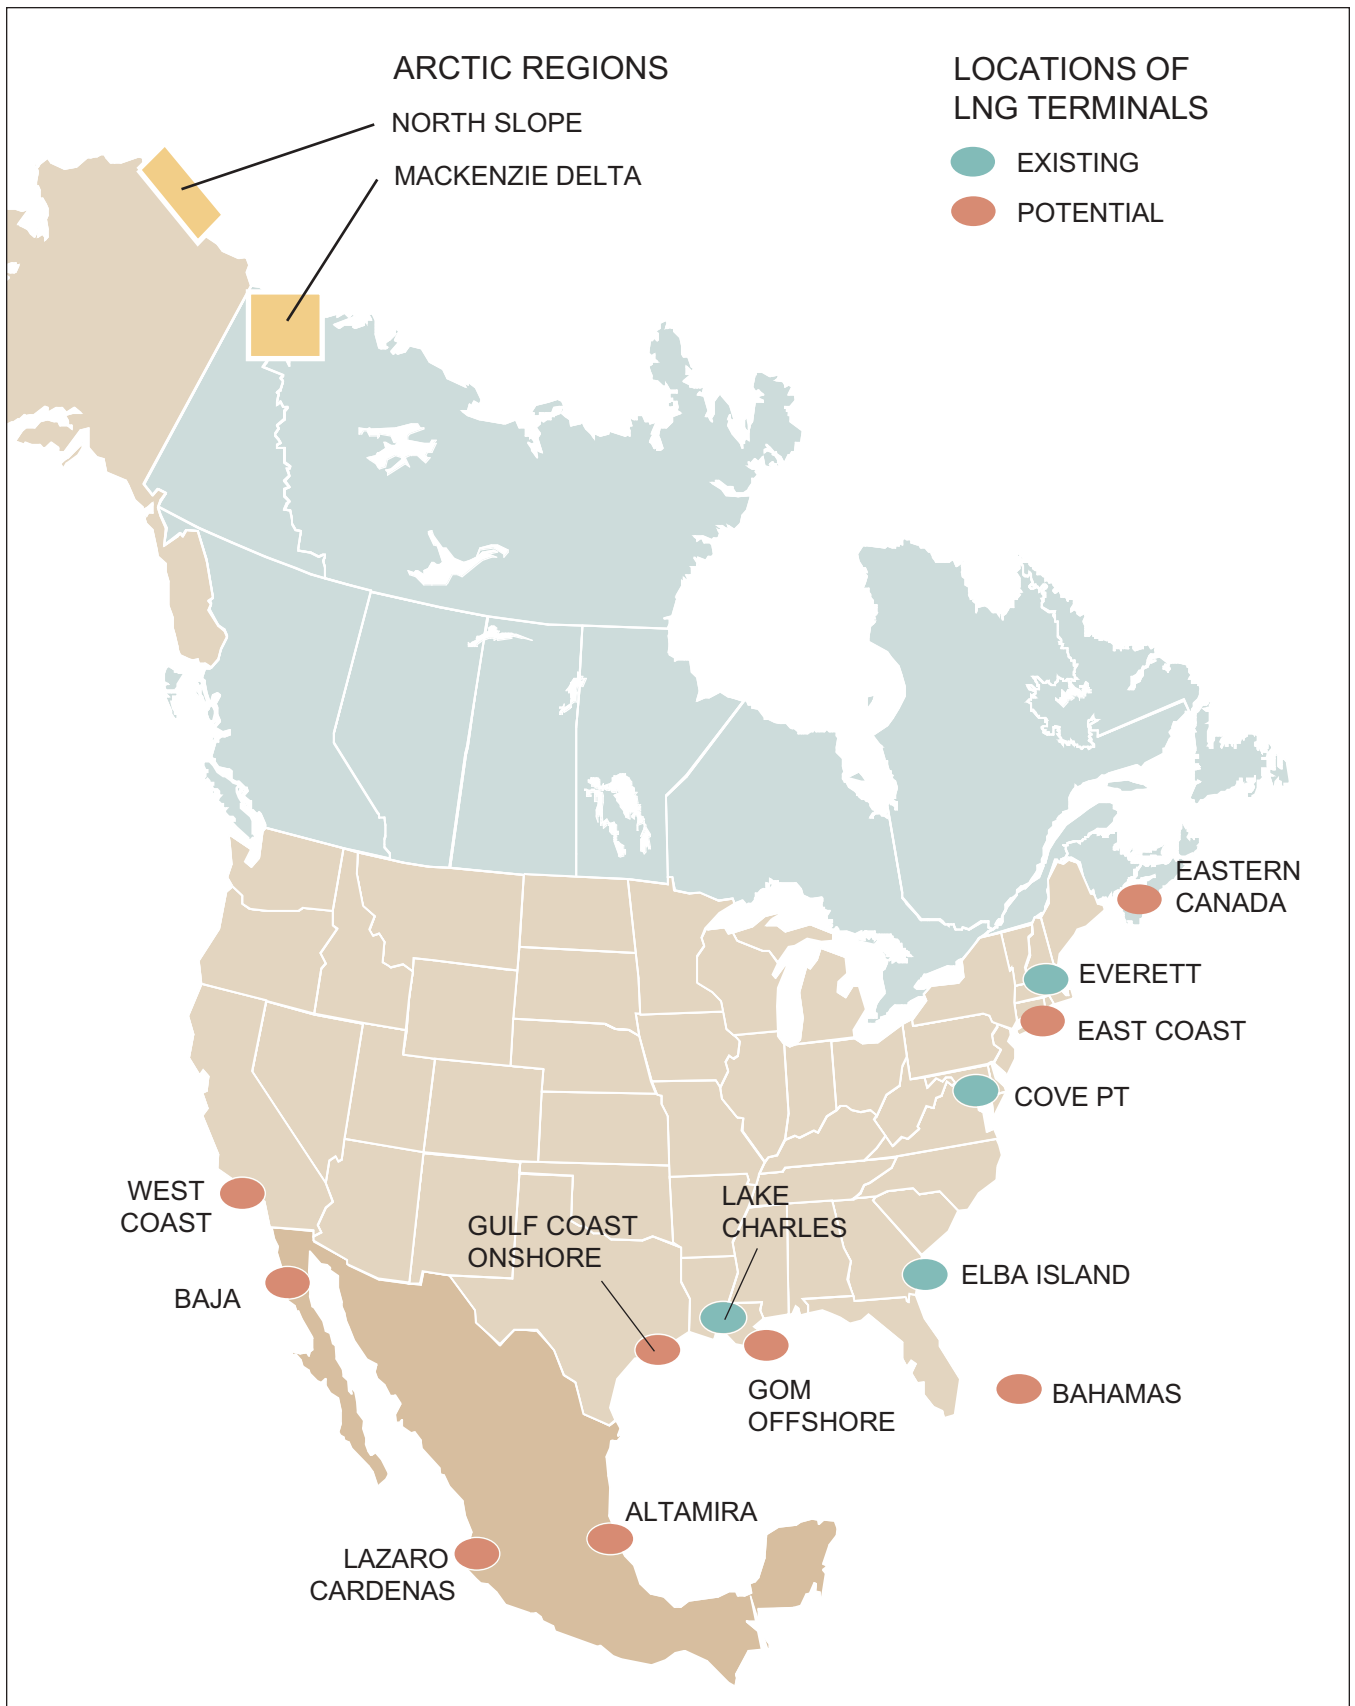 ARCTIC REGIONS
NORTH SLOPE
MACKENZIE DELTA
LOCATIONS OF
LNG TERMINALS
EXISTING
POTENTIAL
EASTERN
CANADA
EVERETT
EAST COAST
COVE PT
WEST
COAST
LAKE
CHARLES
GULF COAST
ONSHORE
ELBA ISLAND
BAJA
GOM
OFFSHORE
BAHAMAS
ALTAMIRA
LAZARO
CARDENAS